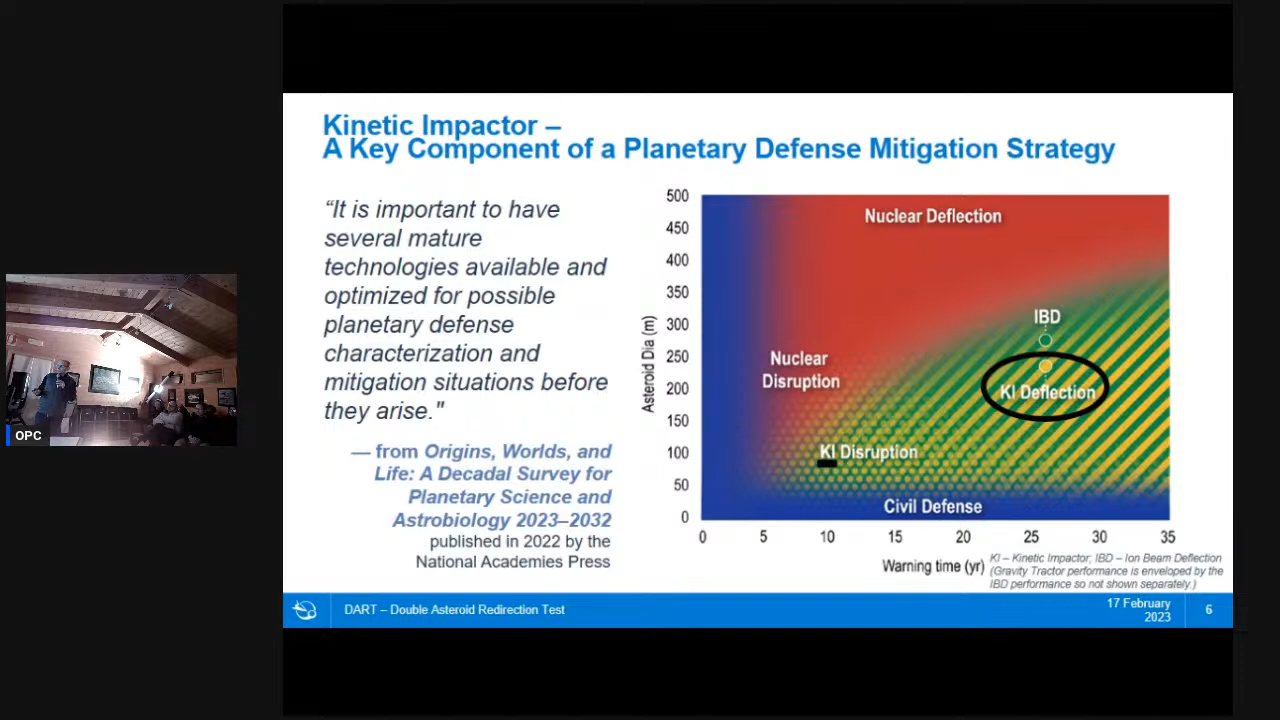 Kinetic Impactor –
A Key Component of a Planetary Defense Mitigation Strategy
“It is important to have
several mature
technologies available and
optimized for possible
planetary defense
characterization and
mitigation situations before
they arise."
— from Origins, Worlds, and
Life: A Decadal Survey for
Planetary Science and
Astrobiology 2023–2032
published in 2022 by the
National Academies Press
Asteroid Dia (m)
500
450
400
350
300
250
200
150
100
50
0
Nuclear Deflection
IBD
Nuclear
Disruption
KI Deflection
KI Disruption
Civil Defense
0
5
10
15
20
25
30
35
Warning time (yr)
KI – Kinetic Impactor; IBD – Ion Beam Deflection
(Gravity Tractor performance is enveloped by the
IBD performance so not shown separately.)
DART – Double Asteroid Redirection Test
17 February
2023
6
OPC